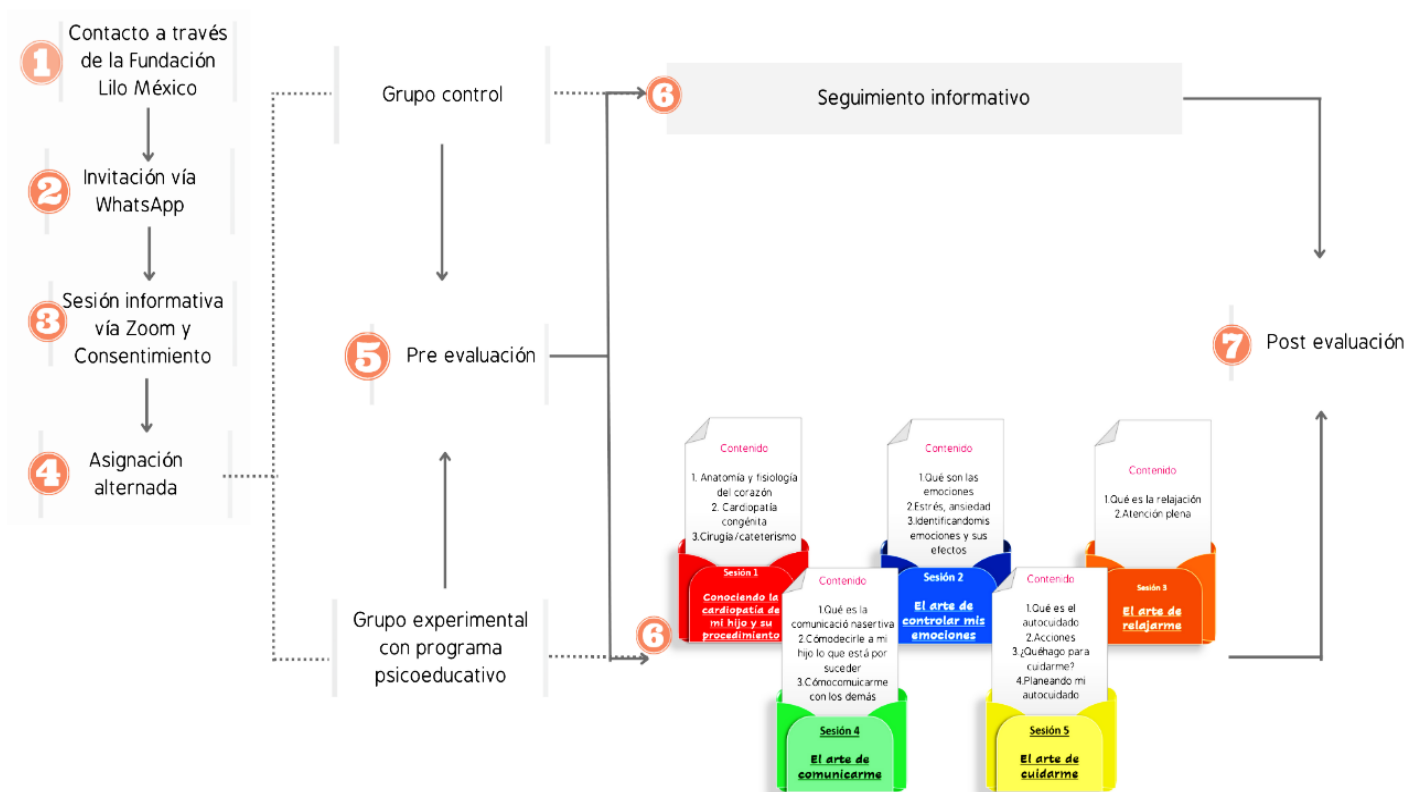 1
Contacto a través
de la Fundación
Lilo México
2
Invitación vía
WhatsApp
3
Sesión informativa
vía Zoom y
Consentimiento
4
Asignación
alternada
Grupo control
5
Pre evaluación
Grupo experimental
con programa
psicoeducativo
6
Seguimiento informativo
6
Contenido
1. Anatomía y fisiología
del corazón
2. Cardiopatía
congénita
3.Cirugía/cateterismo
Sesión 1
Conociendo la
cardiopatía de
mi hijo y su
procedimiento
Contenido
1.Qué son las
emociones
2.Estrés, ansiedad
3.Identificandomis
emociones y sus
efectos
Sesión 2
El arte de
controlar mis
emociones
Contenido
1.Qué es la relajación
2.Atención plena
Sesión 3
El arte de
relajarme
Contenido
1.Qué es la
comunicació nasertiva
2.Cómodecirle a mi
hijo lo que está por
suceder
3.Cómocomuicarme
con los demás
Sesión 4
El arte de
comunicarme
Contenido
1.Qué es el
autocuidado
2.Acciones
3.¿Quéhago para
cuidarme?
4.Planeando mi
autocuidado
Sesión 5
El arte de
cuidarme
7
Post evaluación